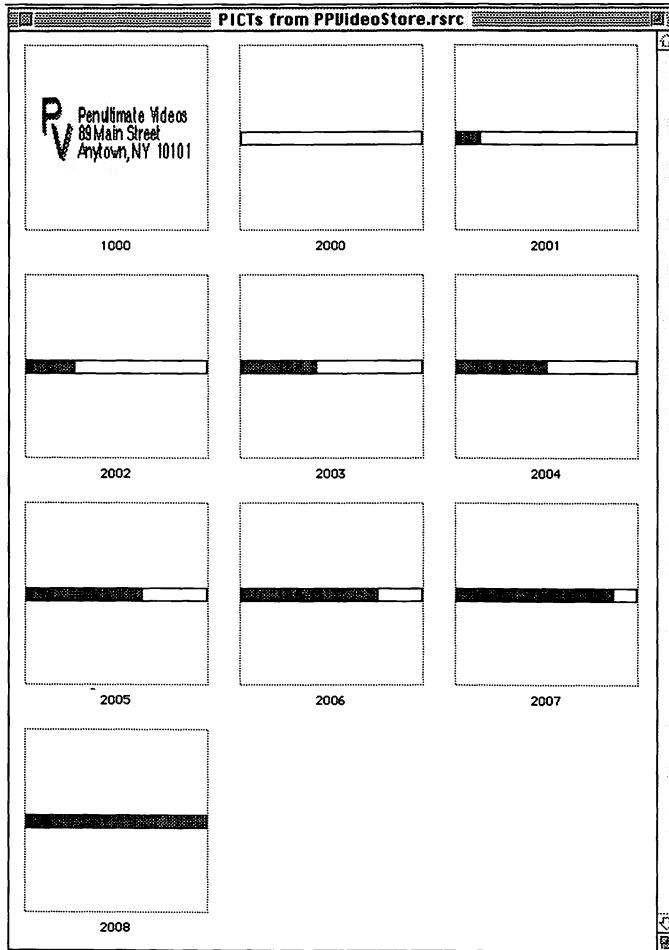 PICTs from PPVideoStore.rsrc
PV
Penultimate Videos
89 Main Street
Anytown, NY 10101
1000
2000
2001
2002
2003
2004
2005
2006
2007
2008